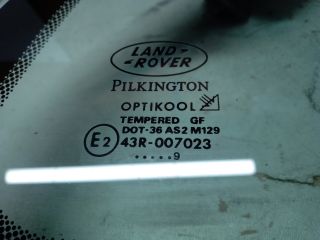 LAND-
-ROVER
PILKINGTON
OPTIKOOL
TEMPERED GF
DOT-36 AS2 M129
E2 43R-007023
.....9